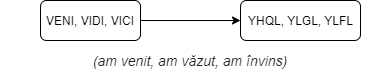 VENI, VIDI, VICI
YHQL, YLGL, YLFL
(am venit, am văzut, am învins)